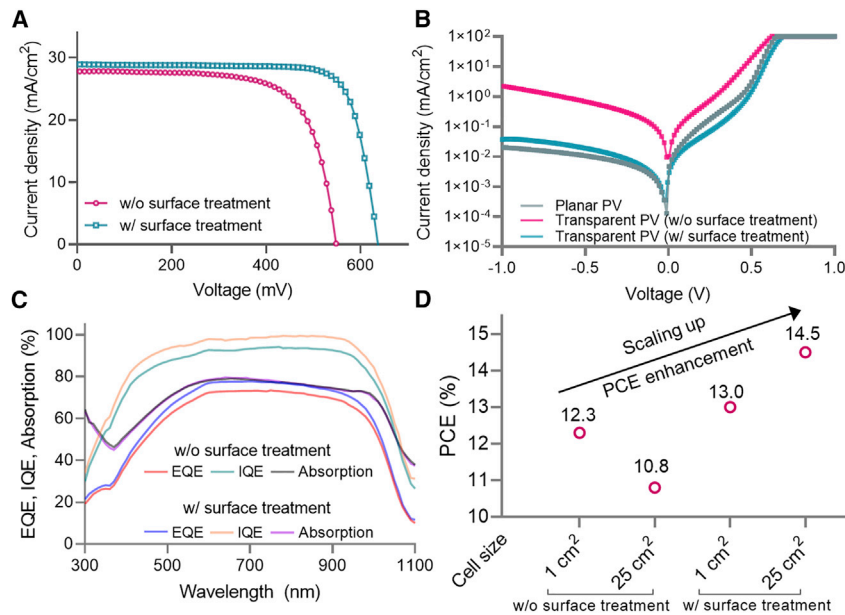 A
Current density (mA/cm²)
30
20
10
0
w/o surface treatment
w/ surface treatment
0
200
400
600
Voltage (mV)
B
Current density (mA/cm²)
1×10²
1×10¹
1×10⁰
1×10⁻¹
1×10⁻²
1×10⁻³
1×10⁻⁴
1×10⁻⁵
Planar PV
Transparent PV (w/o surface treatment)
Transparent PV (w/ surface treatment)
-1.0
-0.5
0.0
0.5
1.0
Voltage (V)
C
EQE, IQE, Absorption (%)
100
80
60
40
20
0
w/o surface treatment
EQE
IQE
Absorption
w/ surface treatment
EQE
IQE
Absorption
300
500
700
900
1100
Wavelength (nm)
D
PCE (%)
15
14
13
12
11
10
Scaling up
PCE enhancement
12.3
10.8
13.0
14.5
Cell size
1 cm²
25 cm²
1 cm²
25 cm²
w/o surface treatment
w/ surface treatment